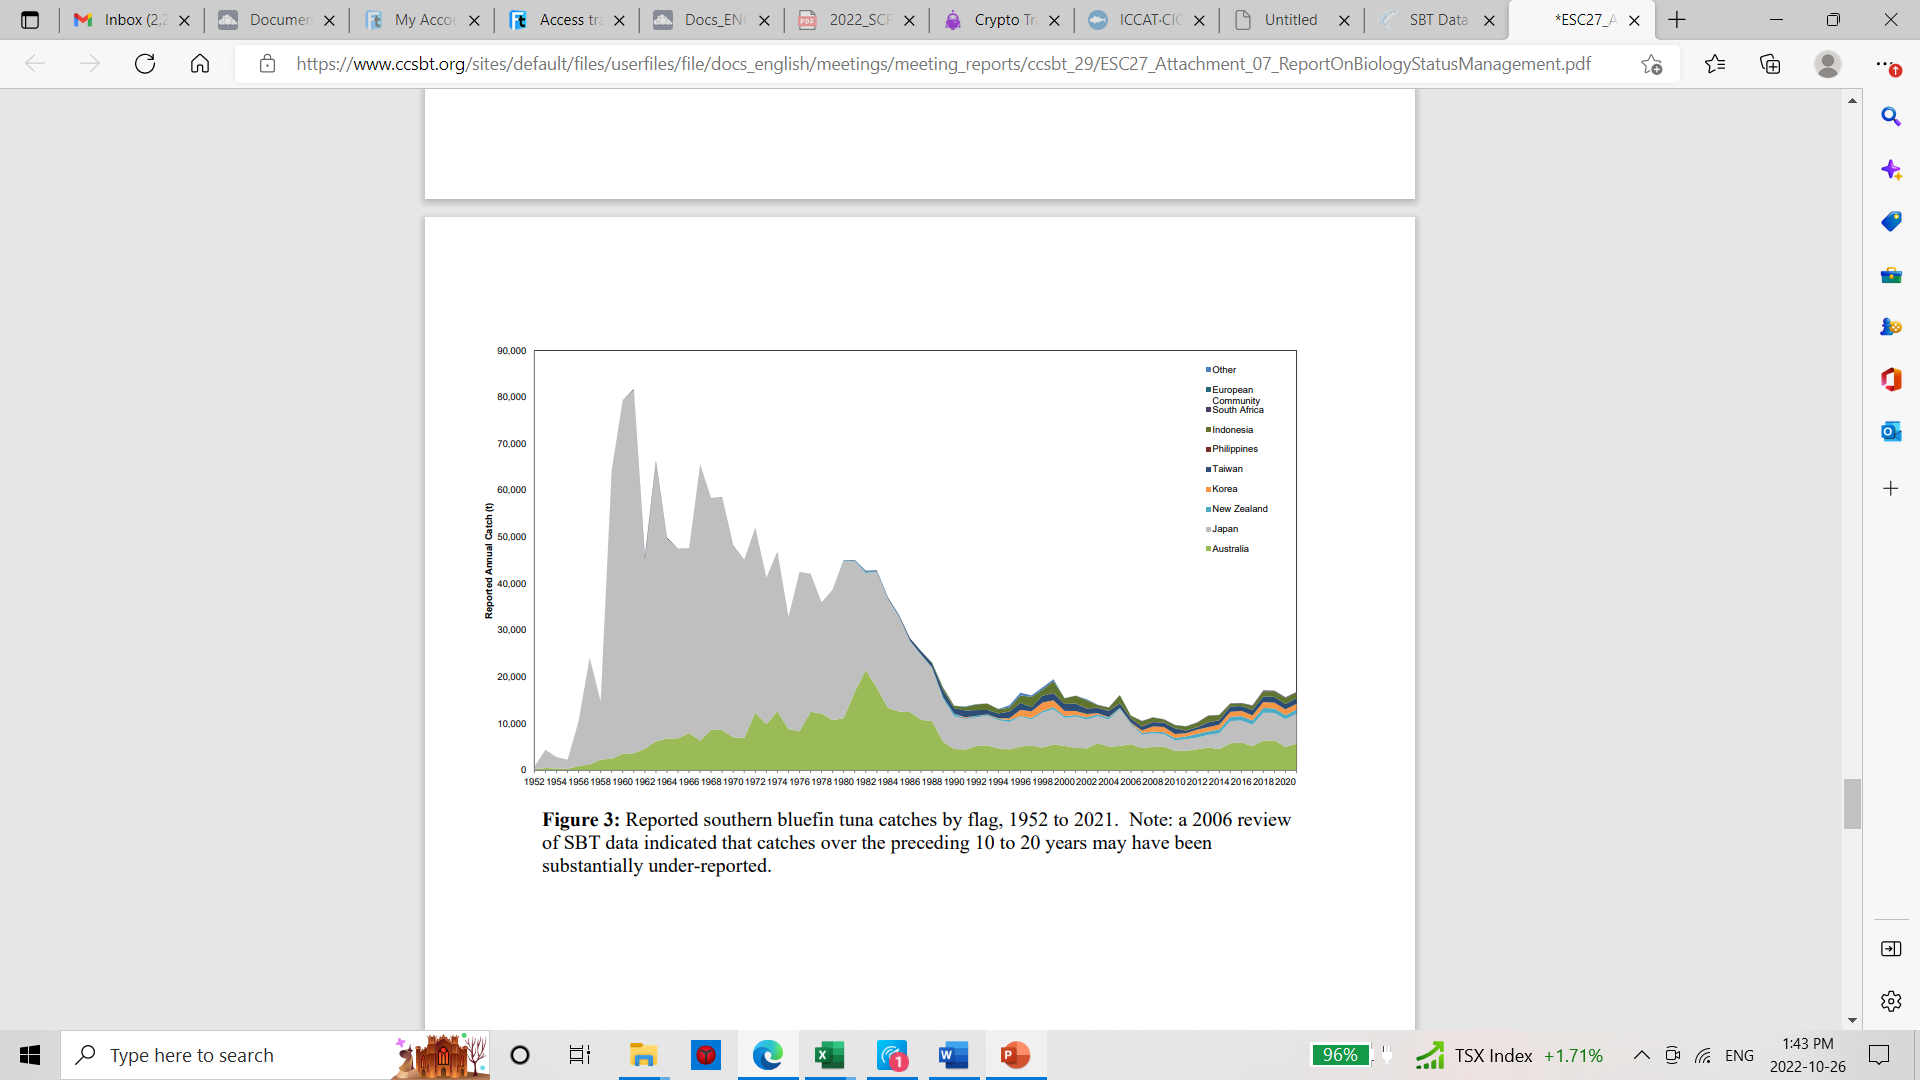 Inbox (2,
Documen
My Acco
Access tr
Docs_EN
2022_SCR
Crypto Tr
ICCAT·CIC
Untitled
SBT Data
*ESC27_A
https://www.ccsbt.org/sites/default/files/userfiles/file/docs_english/meetings/meeting_reports/ccsbt_29/ESC27_Attachment_07_ReportOnBiologyStatusManagement.pdf
90,000
80,000
70,000
60,000
50,000
40,000
30,000
20,000
10,000
0
Reported Annual Catch (t)
Other
European
Community
South Africa
Indonesia
Philippines
Taiwan
Korea
New Zealand
Japan
Australia
1952 1954 1956 1958 1960 1962 1964 1966 1968 1970 1972 1974 1976 1978 1980 1982 1984 1986 1988 1990 1992 1994 1996 1998 2000 2002 2004 2006 2008 2010 2012 2014 2016 2018 2020
Figure 3: Reported southern bluefin tuna catches by flag, 1952 to 2021. Note: a 2006 review
of SBT data indicated that catches over the preceding 10 to 20 years may have been
substantially under-reported.
Type here to search
1
96%
TSX Index +1.71%
ENG
1:43 PM
2022-10-26